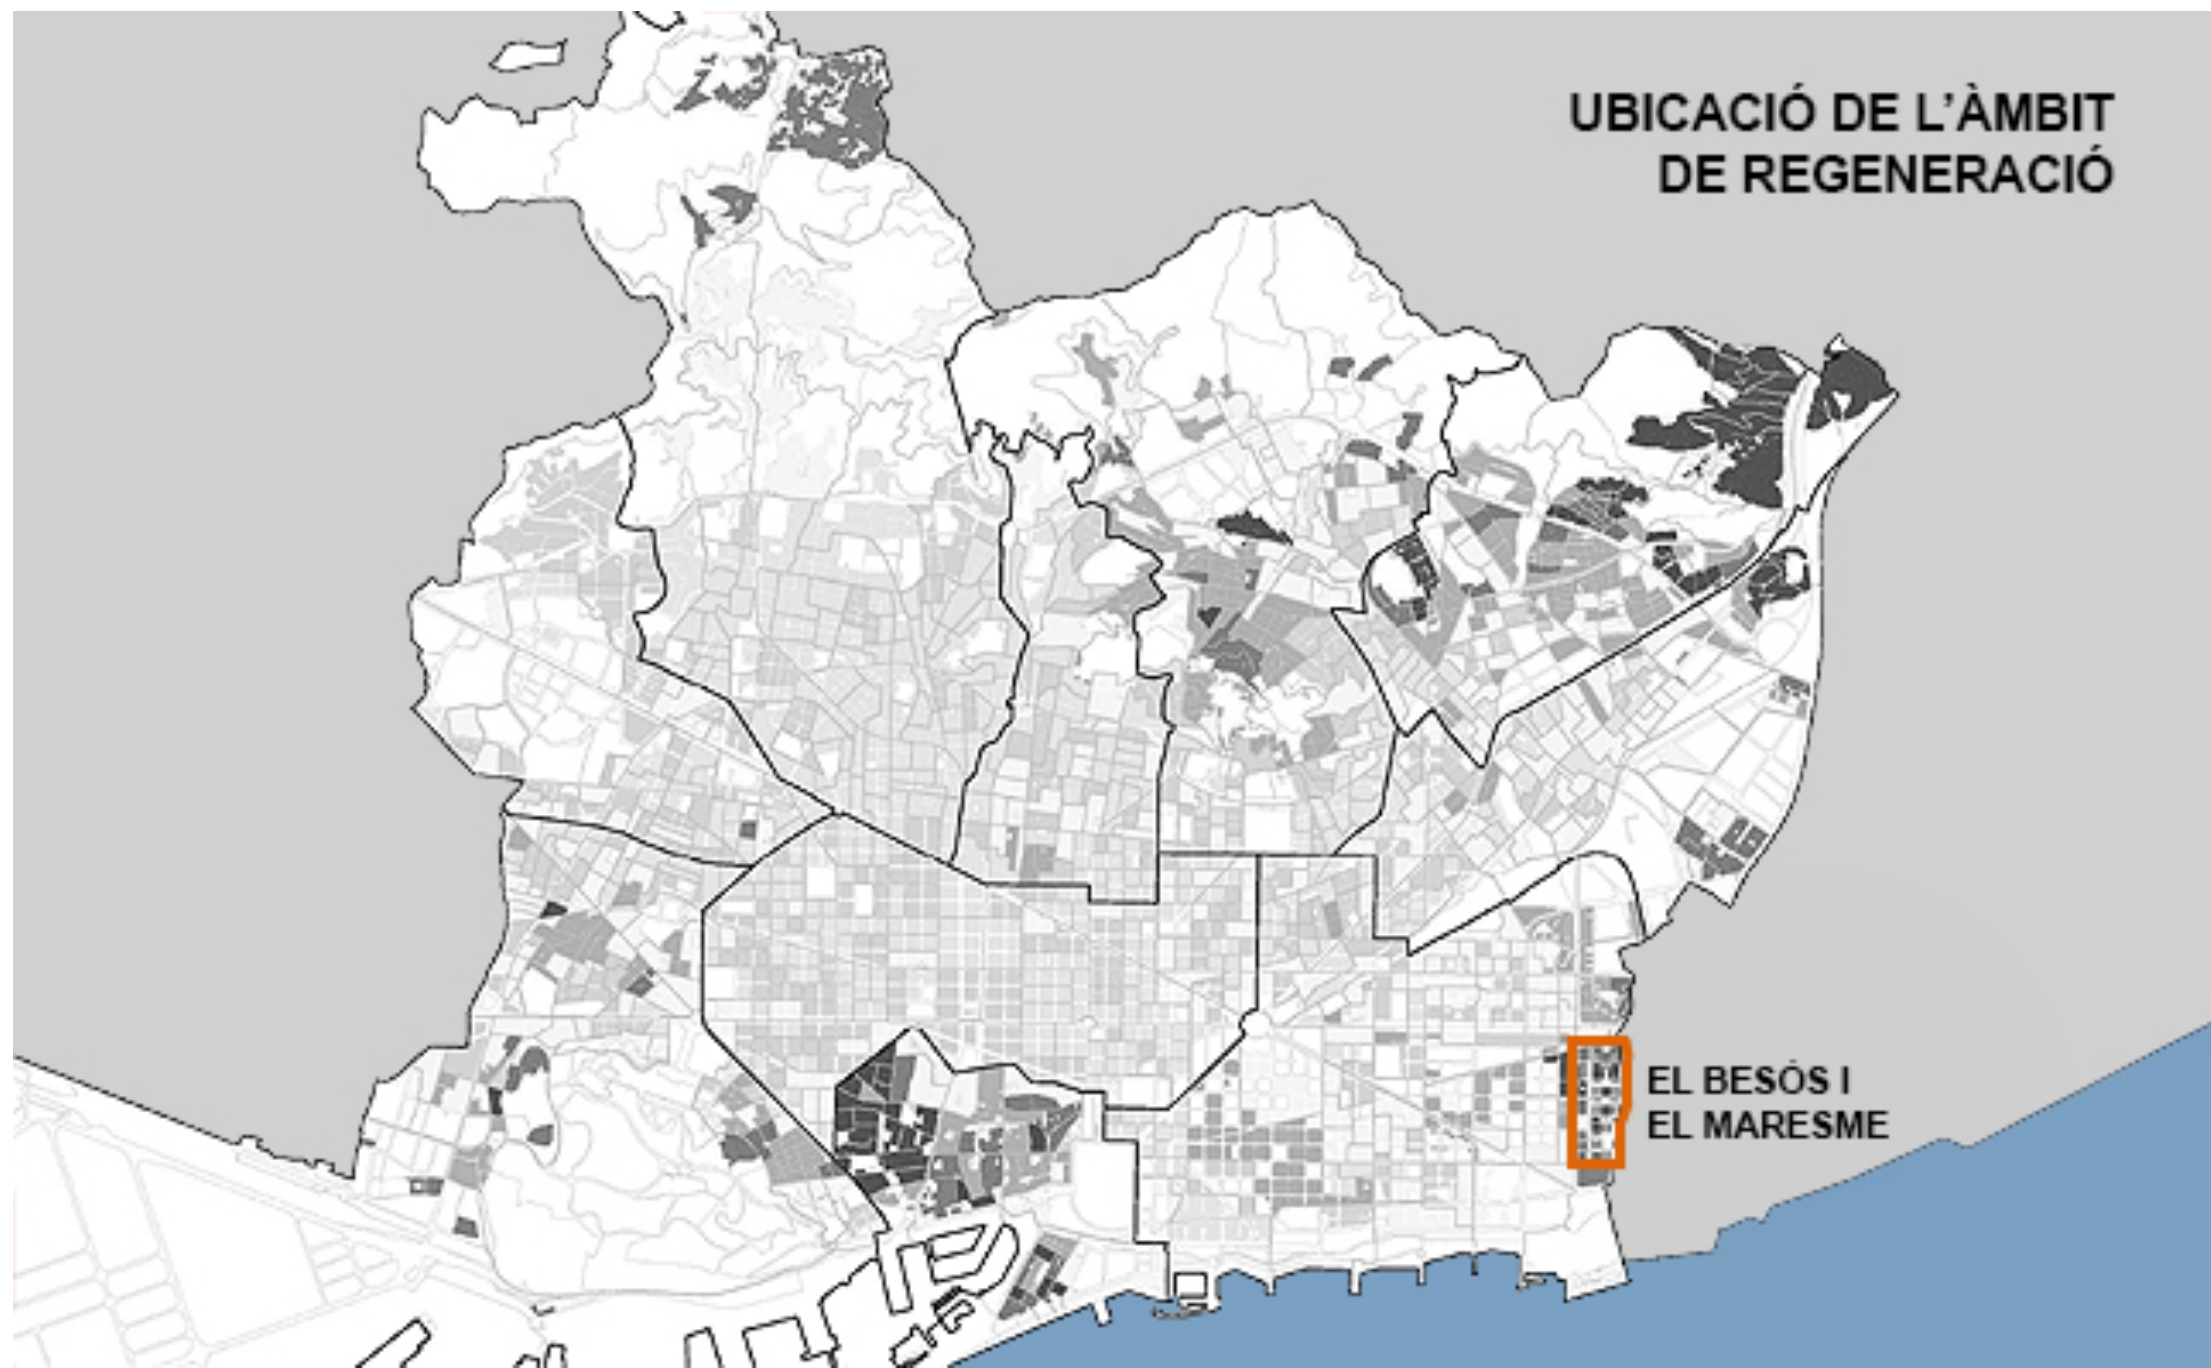 UBICACIÓ DE L'ÀMBIT
DE REGENERACIÓ
EL BESÒS I
EL MARESME